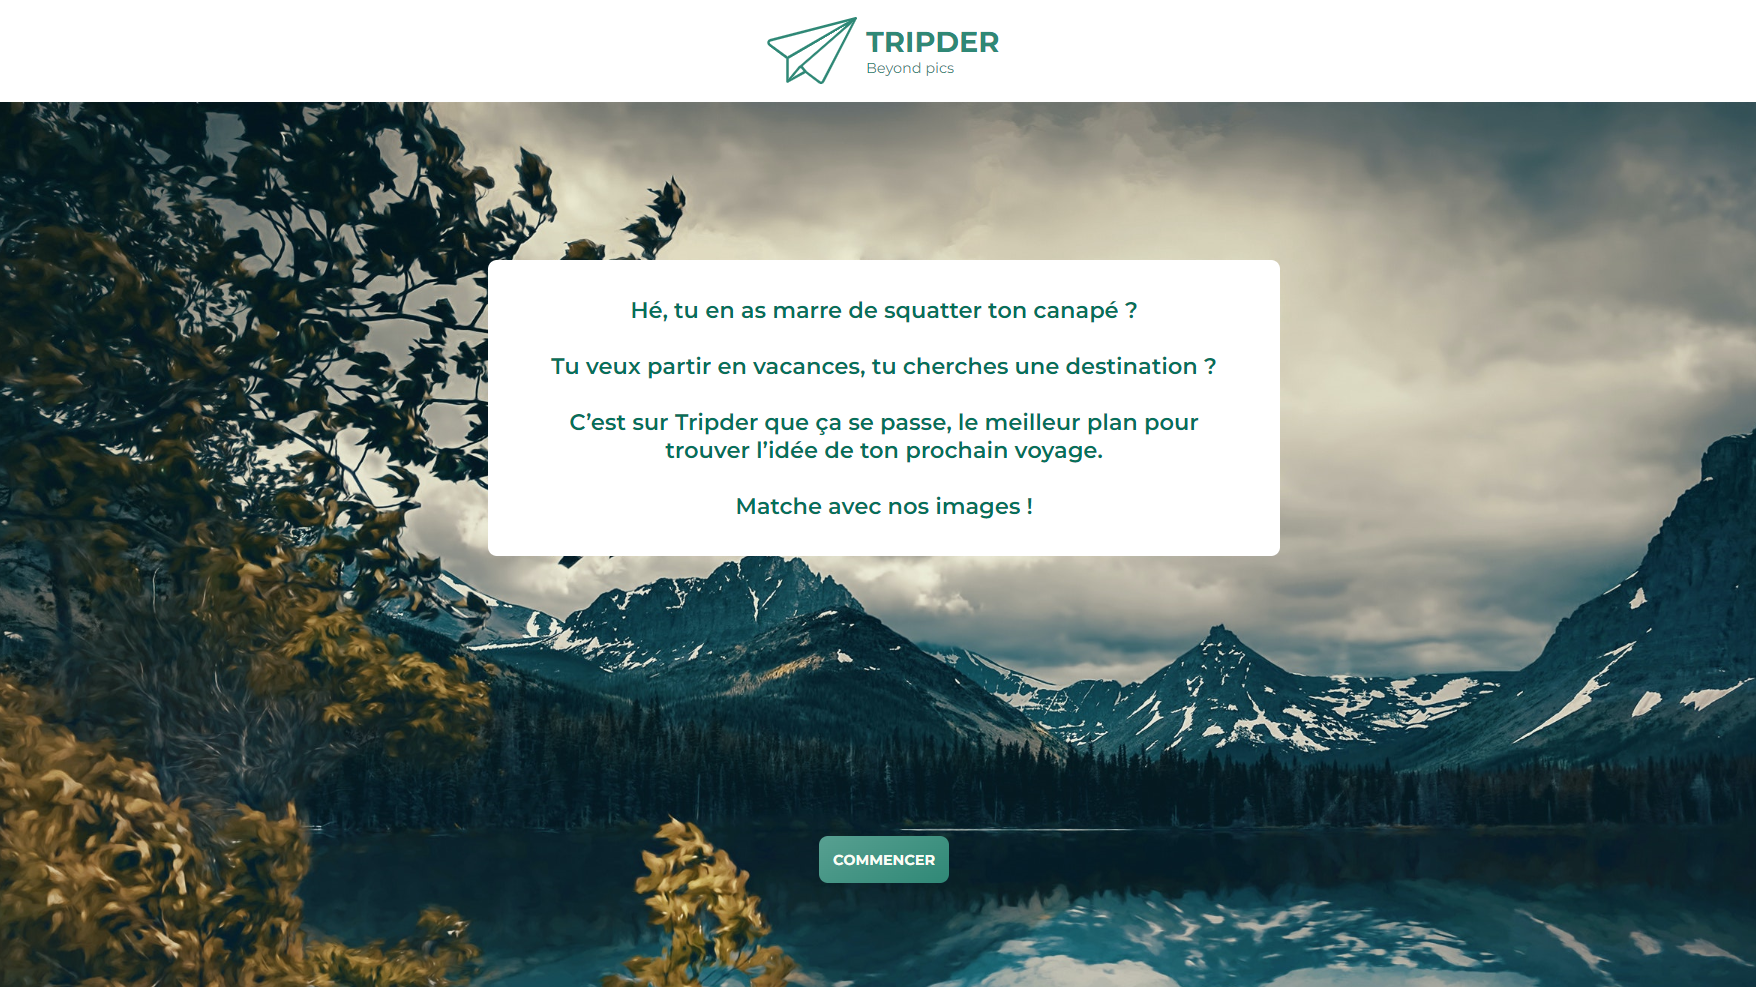 TRIPDER
Beyond pics
Hé, tu en as marre de squatter ton canapé ?
Tu veux partir en vacances, tu cherches une destination ?
C’est sur Tripder que ça se passe, le meilleur plan pour
trouver l’idée de ton prochain voyage.
Matche avec nos images !
COMMENCER